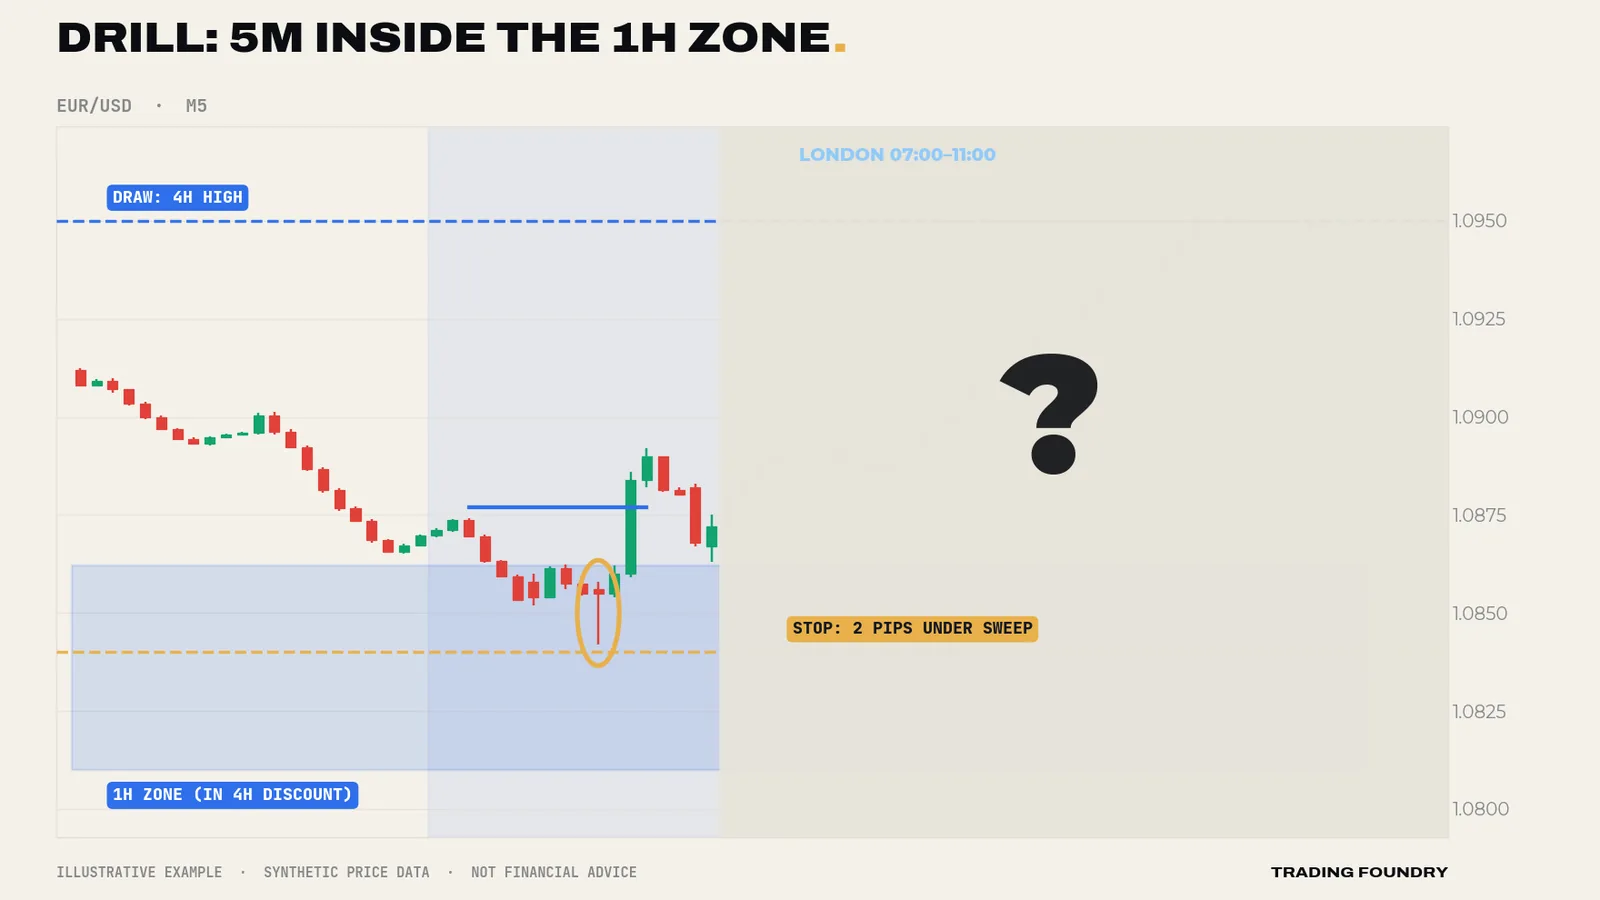 DRILL: 5M INSIDE THE 1H ZONE.
EUR/USD · M5
LONDON 07:00–11:00
DRAW: 4H HIGH
1.0950
1.0925
?
1.0900
1.0875
1.0850
STOP: 2 PIPS UNDER SWEEP
1.0825
1H ZONE (IN 4H DISCOUNT)
1.0800
ILLUSTRATIVE EXAMPLE · SYNTHETIC PRICE DATA · NOT FINANCIAL ADVICE
TRADING FOUNDRY